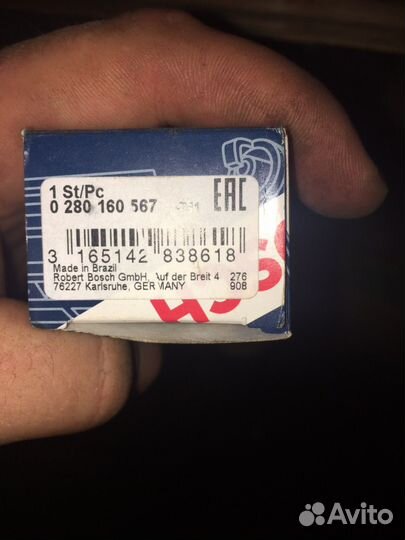 1 St/Pc
0 280 160 567
EAC
3 165142 838618
Made in Brazil
Robert Bosch GmbH, Auf der Breit 4 276
76227 Karlsruhe, GERMANY 908
Avito